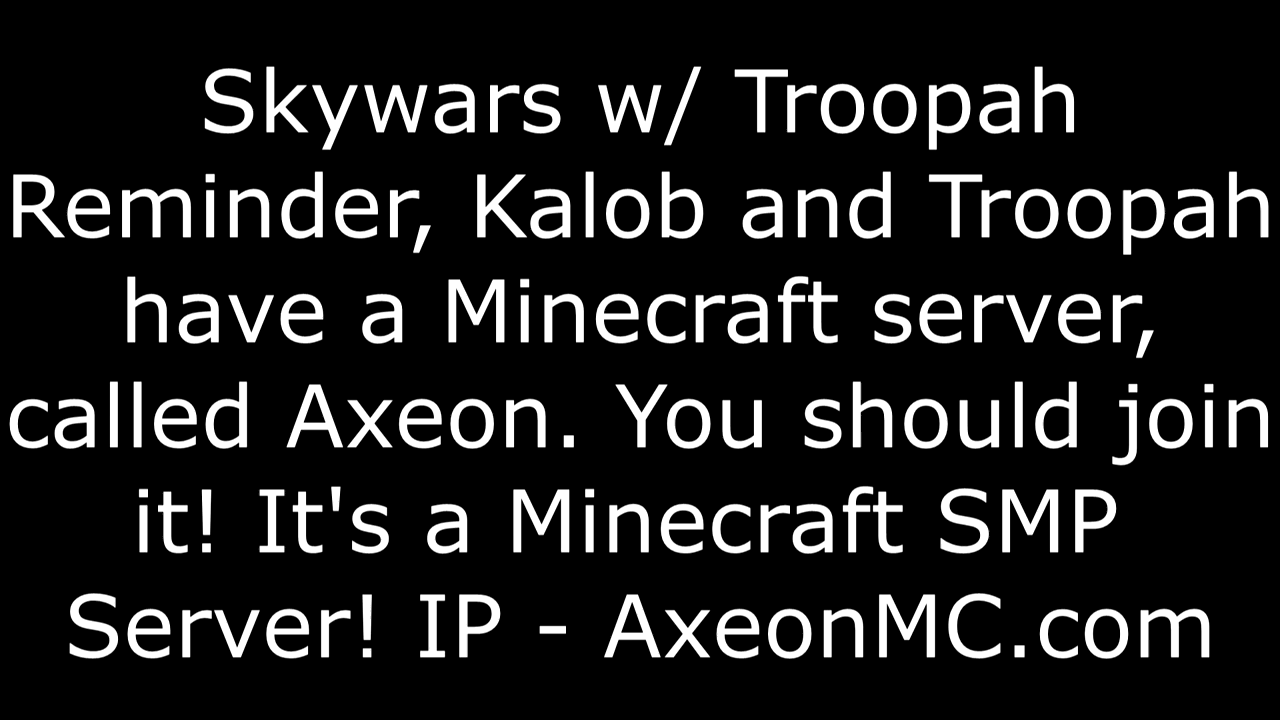 Skywars w/ Troopah
Reminder, Kalob and Troopah
have a Minecraft server,
called Axeon. You should join
it! It's a Minecraft SMP
Server! IP - AxeonMC.com